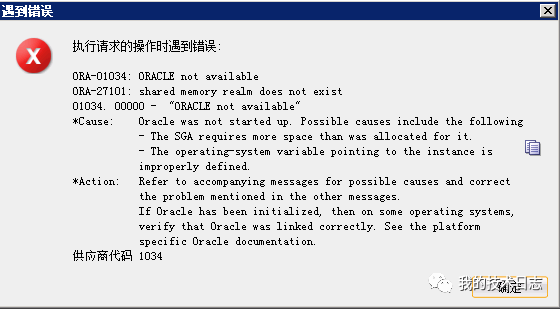 遇到错误
执行请求的操作时遇到错误:
ORA-01034: ORACLE not available
ORA-27101: shared memory realm does not exist
01034. 00000 - "ORACLE not available"
*Cause: Oracle was not started up. Possible causes include the following
- The SGA requires more space than was allocated for it.
- The operating-system variable pointing to the instance is
improperly defined.
*Action: Refer to accompanying messages for possible causes and correct
the problem mentioned in the other messages.
If Oracle has been initialized, then on some operating systems,
verify that Oracle was linked correctly. See the platform
specific Oracle documentation.
供应商代码 1034
我的技术日志
确定